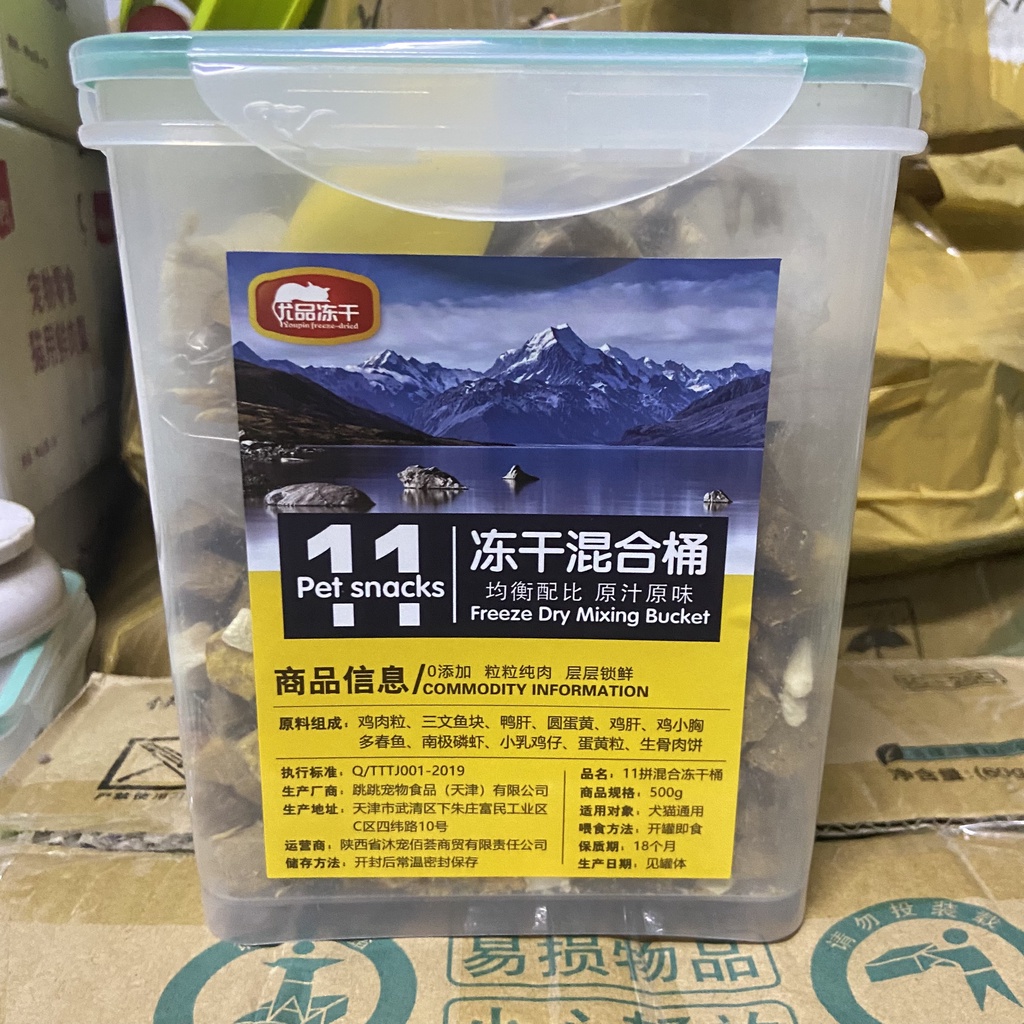 优品冻干
Youpin freeze-dried
11
Pet snacks
冻干混合桶
均衡配比 原汁原味
Freeze Dry Mixing Bucket
商品信息/
0添加 粒粒纯肉 层层锁鲜
COMMODITY INFORMATION
原料组成：鸡肉粒、三文鱼块、鸭肝、圆蛋黄、鸡肝、鸡小胸
多春鱼、南极磷虾、小乳鸡仔、蛋黄粒、生骨肉饼
执行标准：Q/TTTJ001-2019
生产厂商：跳跳宠物食品（天津）有限公司
生产地址：天津市武清区下朱庄富民工业区
C区四纬路10号
运营商：陕西省沐宠佰荟商贸有限责任公司
储存方法：开封后常温密封保存
品名：11拼混合冻干桶
商品规格：500g
适用对象：犬猫通用
喂食方法：开罐即食
保质期：18个月
生产日期：见罐体
宠物零食
净含量：
易损物品
请勿投装载